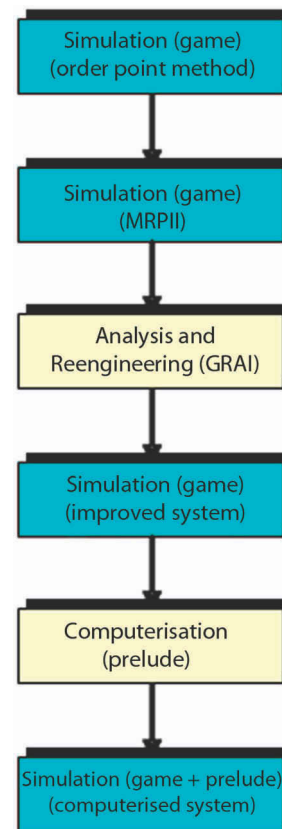 Simulation (game)
(order point method)
Simulation (game)
(MRPII)
Analysis and
Reengineering (GRAI)
Simulation (game)
(improved system)
Computerisation
(prelude)
Simulation (game + prelude)
(computerised system)